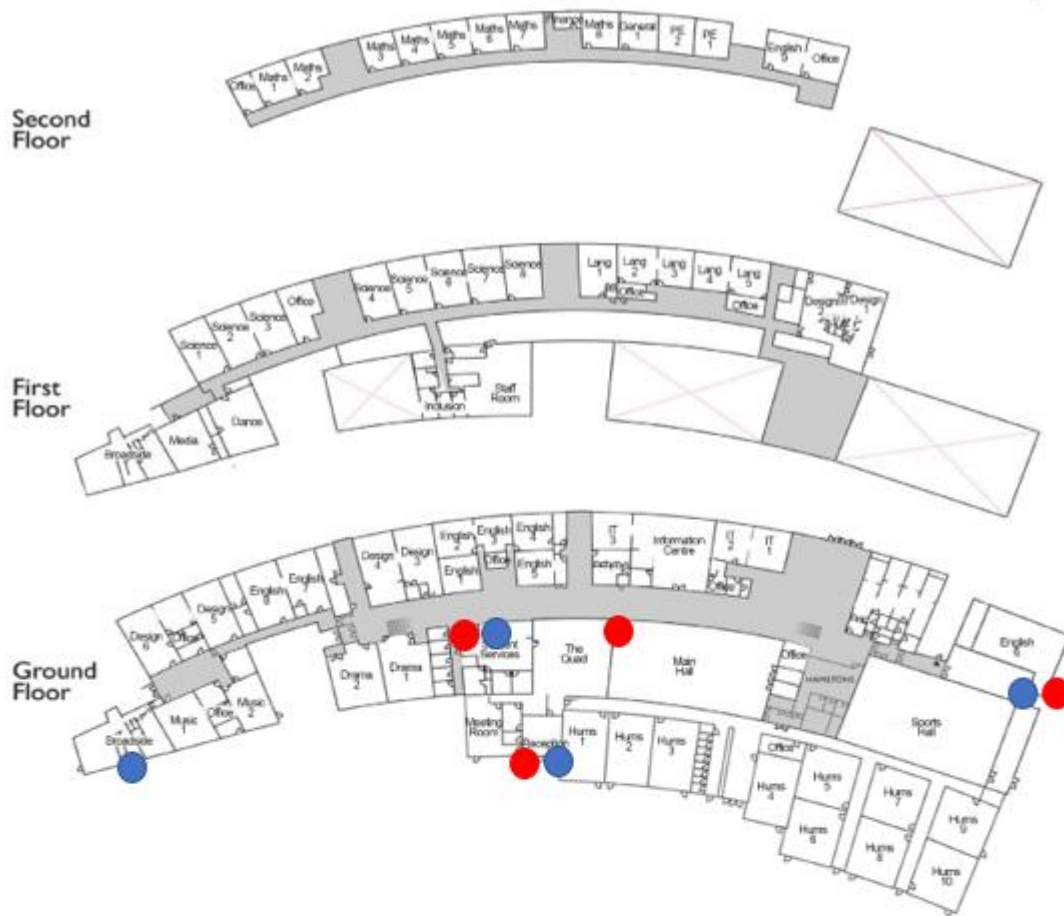 Second
Floor
Office
Maths
1
Maths
2
Maths
3
Maths
4
Maths
5
Maths
6
Maths
7
Finance
Maths
8
General
1
PE
2
PE
1
English
9
Office
First
Floor
Science
1
Science
2
Science
3
Office
Science
4
Science
5
Science
6
Science
7
Science
8
Lang
1
Lang
2
Lang
3
Lang
4
Lang
5
Office
Office
Design
2
Design
1
Broadside
Media
Dance
Inclusion
Staff
Room
Ground
Floor
Design
6
Office
Design
5
English
8
English
7
Design
4
Design
3
English
2
English
1
English
3
Office
English
4
English
5
IT
3
Information
Centre
IT
2
IT
1
Office
English
6
Broadside
Music
1
Office
Music
2
Drama
2
Drama
1
Services
The
Quad
Main
Hall
Office
HAMILTONS
Sports
Hall
Meeting
Room
Reception
Hums
1
Hums
2
Hums
3
Office
Hums
4
Hums
5
Hums
6
Hums
7
Hums
8
Hums
9
Hums
10